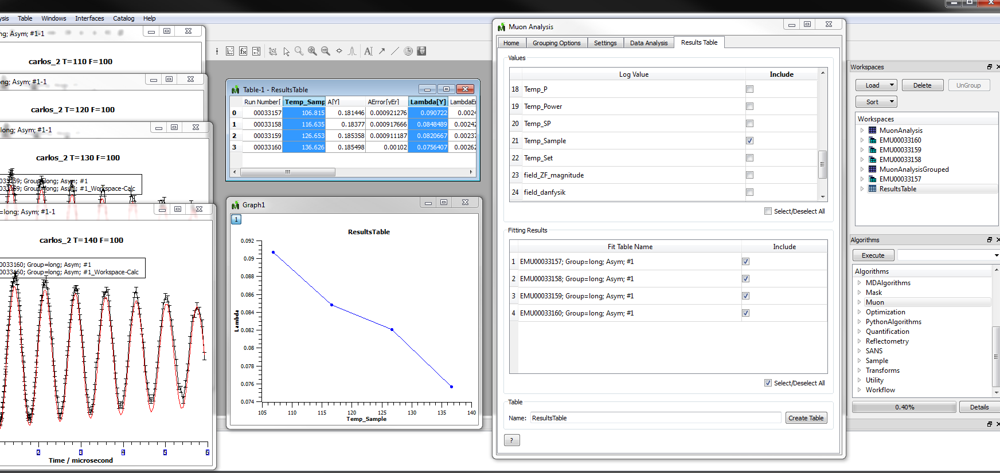 Table Windows Interfaces Catalog Help
Asym; #1-1
carlos_2 T=110 F=100
long; Asym; #1-1
carlos_2 T=120 F=100
long; Asym; #1-1
carlos_2 T=130 F=100
Group=long; Asym; #1
Group=long; Asym; #1_Workspace-Calc
=long; Asym; #1-1
carlos_2 T=140 F=100
0033160; Group=long; Asym; #1
0033160; Group=long; Asym; #1_Workspace-Calc
2 3 4 5 6
Time / microsecond
Table-1 - ResultsTable
Run Number[ Temp_Samp A[Y] AError[yEr] Lambda[Y] LambdaEr
0 00033157 106.815 0.181446 0.000921276 0.090722 0.0024
1 00033158 116.635 0.18377 0.000917666 0.0848489 0.00242
2 00033159 126.653 0.185358 0.000911187 0.0820667 0.00237
3 00033160 136.626 0.185498 0.00102 0.0756407 0.00262
Graph1
1
ResultsTable
0.092
0.09
0.088
0.086
0.084
0.082
0.08
0.078
0.076
0.074
Lambda
105 110 115 120 125 130 135 140
Temp_Sample
Muon Analysis
Home Grouping Options Settings Data Analysis Results Table
Values
Log Value Include
18 Temp_P
19 Temp_Power
20 Temp_SP
21 Temp_Sample
22 Temp_Set
23 field_ZF_magnitude
24 field_danfysik
Select/Deselect All
Fitting Results
Fit Table Name Include
1 EMU00033157; Group=long; Asym; #1
2 EMU00033158; Group=long; Asym; #1
3 EMU00033159; Group=long; Asym; #1
4 EMU00033160; Group=long; Asym; #1
Select/Deselect All
Table
Name: ResultsTable Create Table
?
Workspaces
Load Delete UnGroup
Sort
Workspaces
MuonAnalysis
EMU00033160
EMU00033159
EMU00033158
MuonAnalysisGrouped
EMU00033157
ResultsTable
Algorithms
Execute
Algorithms
MDAlgorithms
Mask
Muon
Optimization
PythonAlgorithms
Quantification
Reflectometry
SANS
Sample
Transforms
Utility
Workflow
0.40% Details